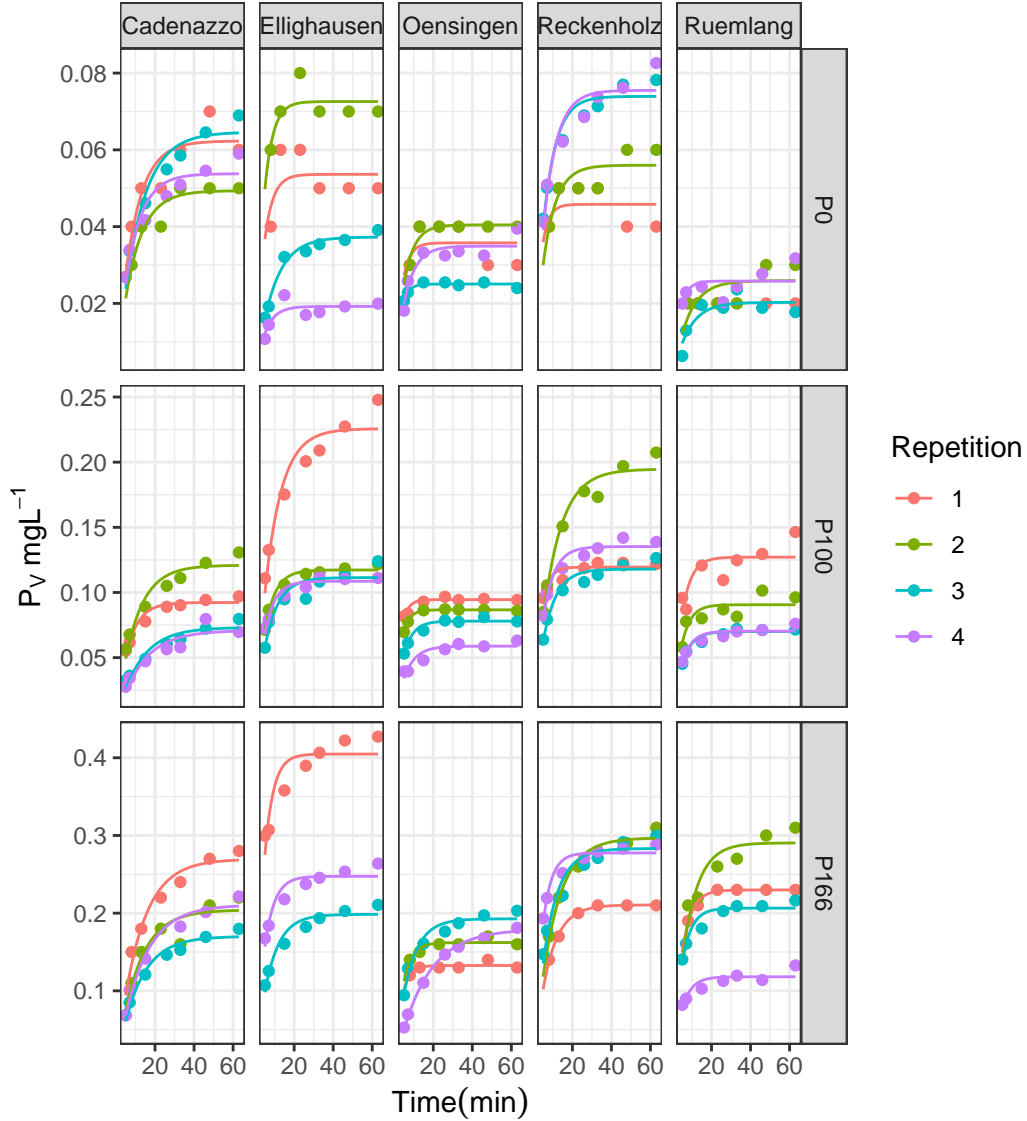 Cadenazzo Ellighausen Oensingen Reckenholz Ruemlang
0.08
0.06
0.04
0.02
P0
0.25
0.20
0.15
0.10
0.05
P100
0.4
0.3
0.2
0.1
P166
20 40 60 20 40 60 20 40 60 20 40 60 20 40 60
Time(min)
P_V mgL⁻¹
Repetition
1
2
3
4